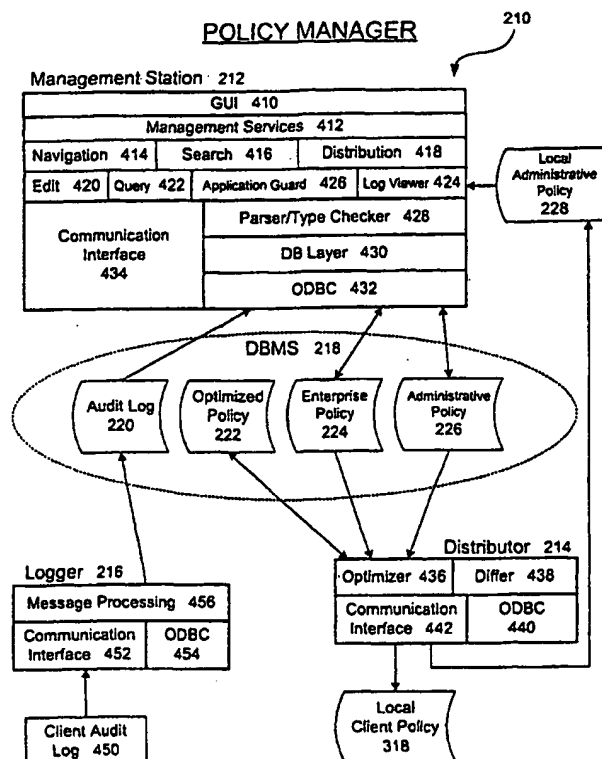 POLICY MANAGER
210
Management Station 212
GUI 410
Management Services 412
Navigation 414
Search 416
Distribution 418
Edit 420
Query 422
Application Guard 426
Log Viewer 424
Local
Administrative
Policy
228
Communication
Interface
434
Parser/Type Checker 428
DB Layer 430
ODBC 432
DBMS 218
Audit Log
220
Optimized
Policy
222
Enterprise
Policy
224
Administrative
Policy
226
Distributor 214
Logger 216
Optimizer 436
Differ 438
Message Processing 456
Communication
Interface 442
ODBC
440
Communication
Interface 452
ODBC
454
Client Audit
Log 450
Local
Client Policy
318